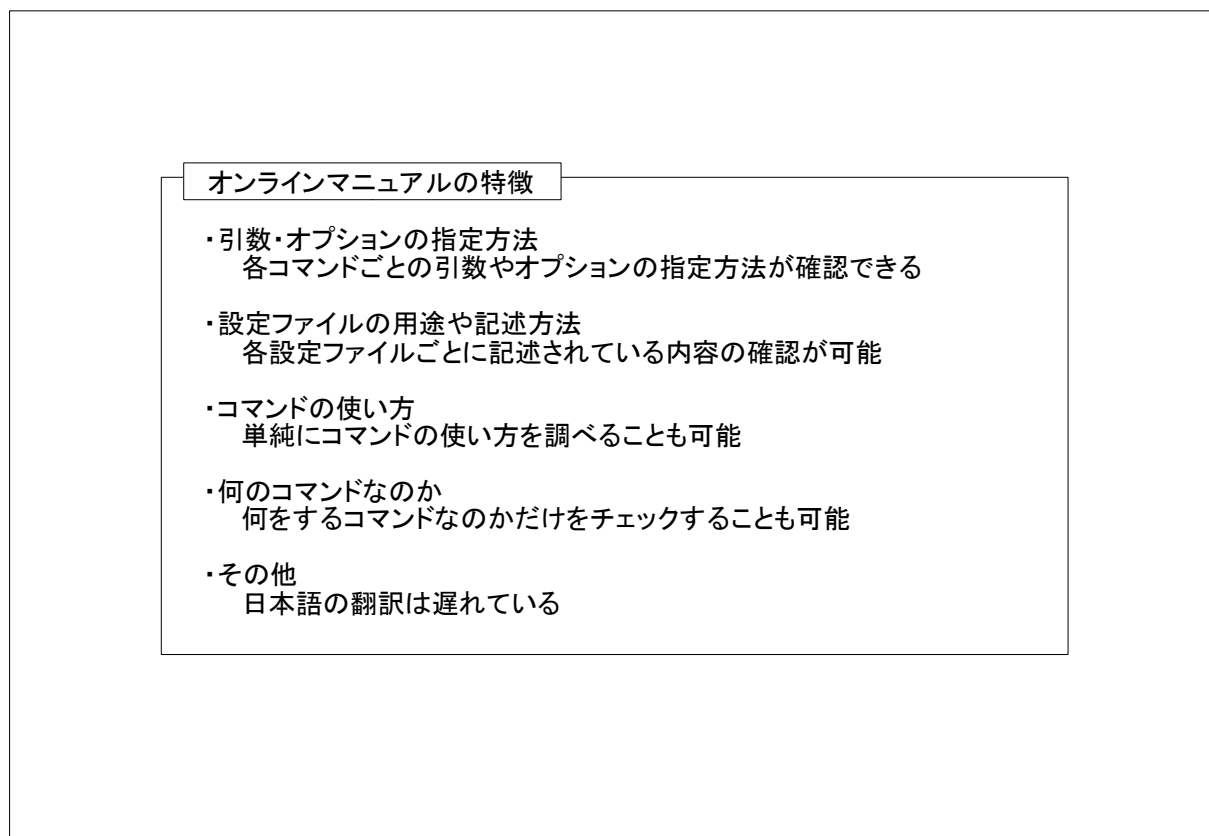 オンラインマニュアルの特徴
・引数・オプションの指定方法
各コマンドごとの引数やオプションの指定方法が確認できる
・設定ファイルの用途や記述方法
各設定ファイルごとに記述されている内容の確認が可能
・コマンドの使い方
単純にコマンドの使い方を調べることも可能
・何のコマンドなのか
何をするコマンドなのかだけをチェックすることも可能
・その他
日本語の翻訳は遅れている